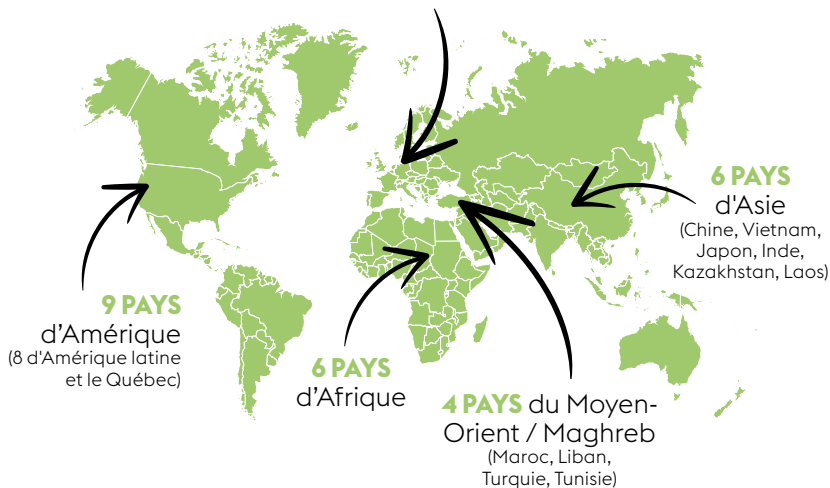 6 PAYS
d'Asie
(Chine, Vietnam,
Japon, Inde,
Kazakhstan, Laos)
9 PAYS
d’Amérique
(8 d'Amérique latine
et le Québec)
6 PAYS
d’Afrique
4 PAYS du Moyen-
Orient / Maghreb
(Maroc, Liban,
Turquie, Tunisie)